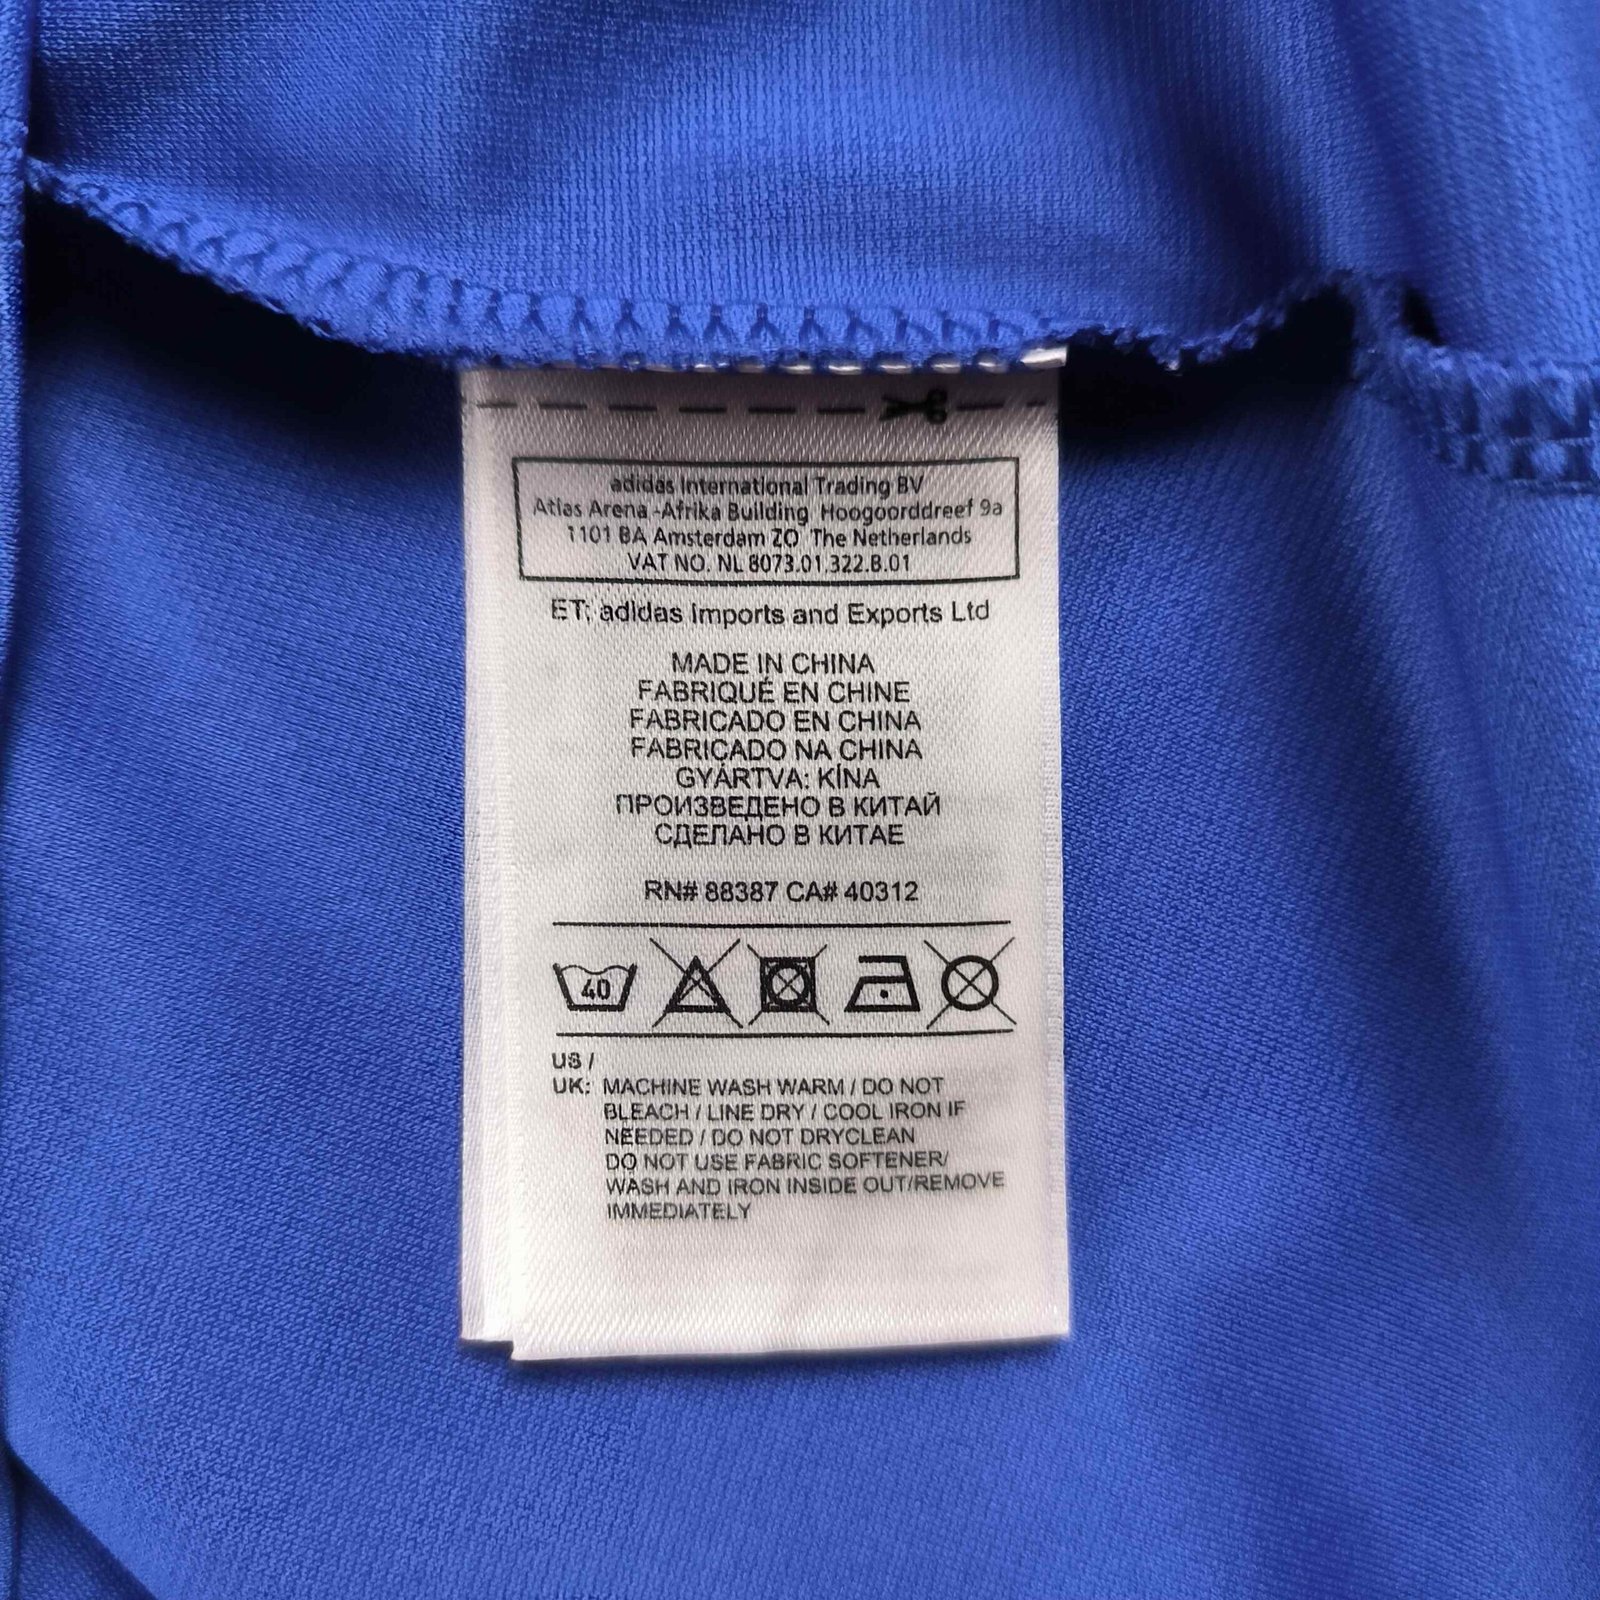 adidas International Trading BV
Atlas Arena -Afrika Building Hoogoorddreef 9a
1101 BA Amsterdam ZO The Netherlands
VAT NO. NL 8073.01.322.B.01
ET: adidas Imports and Exports Ltd
MADE IN CHINA
FABRIQUÉ EN CHINE
FABRICADO EN CHINA
FABRICADO NA CHINA
GYÁRTVA: KÍNA
ПРОИЗВЕДЕНО В КИТАЙ
СДЕЛАНО В КИТАЕ
RN# 88387 CA# 40312
40
US /
UK: MACHINE WASH WARM / DO NOT
BLEACH / LINE DRY / COOL IRON IF
NEEDED / DO NOT DRYCLEAN
DO NOT USE FABRIC SOFTENER/
WASH AND IRON INSIDE OUT/REMOVE
IMMEDIATELY